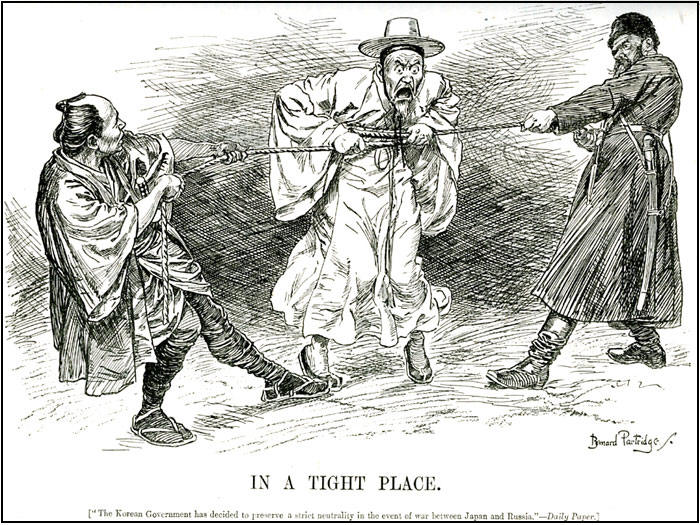 Bernard Partridge
IN A TIGHT PLACE.
["The Korean Government has decided to preserve a strict neutrality in the event of war between Japan and Russia."—Daily Paper.]